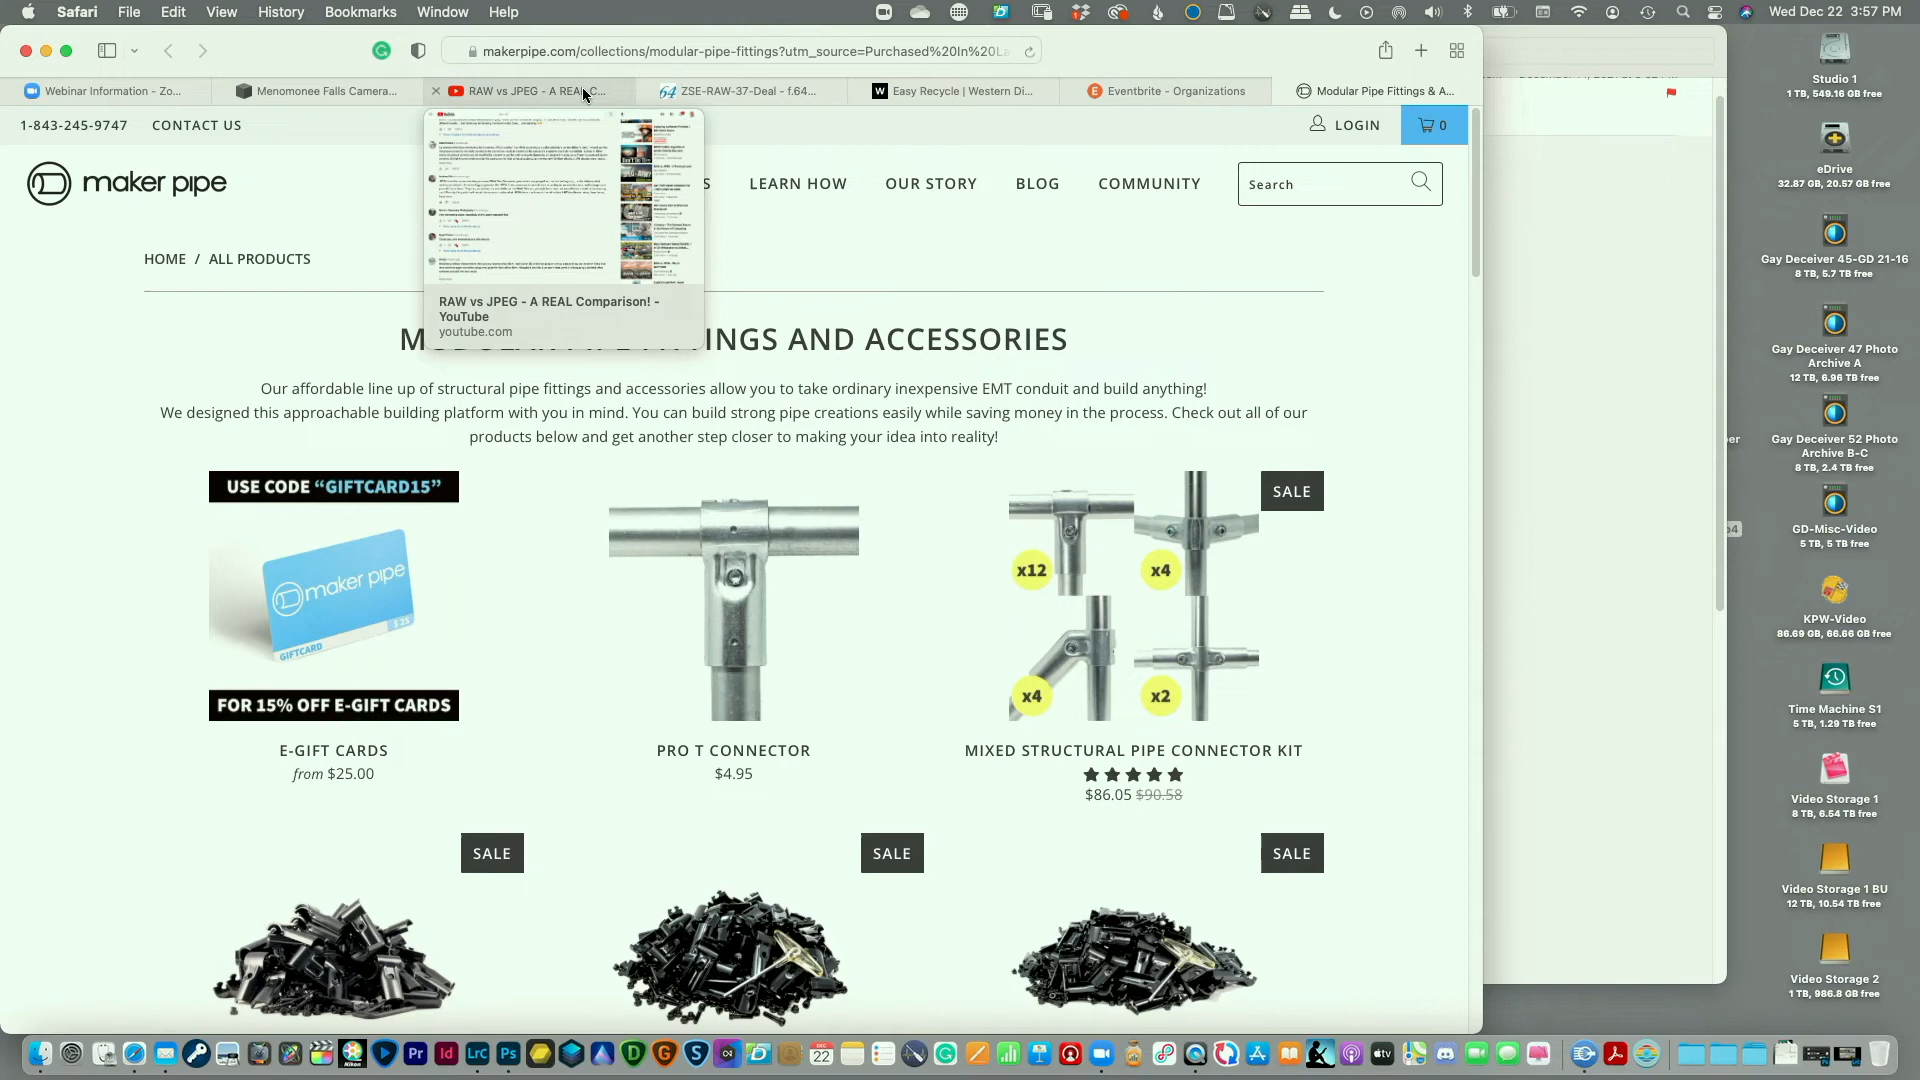 Safari File Edit View History Bookmarks Window Help
Wed Dec 22 3:57 PM
makerpipe.com/collections/modular-pipe-fittings?utm_source=Purchased%20In%20La
Webinar Information - Zo...
Menomonee Falls Camera...
RAW vs JPEG - A REAL C...
ZSE-RAW-37-Deal - f.64...
Easy Recycle | Western Di...
Eventbrite - Organizations
Modular Pipe Fittings & A...
1-843-245-9747 CONTACT US
LOGIN 0
maker pipe
S LEARN HOW OUR STORY BLOG COMMUNITY
Search
RAW vs JPEG - A REAL Comparison! -
YouTube
youtube.com
HOME / ALL PRODUCTS
INGS AND ACCESSORIES
Our affordable line up of structural pipe fittings and accessories allow you to take ordinary inexpensive EMT conduit and build anything!
We designed this approachable building platform with you in mind. You can build strong pipe creations easily while saving money in the process. Check out all of our
products below and get another step closer to making your idea into reality!
USE CODE “GIFTCARD15”
maker pipe
$25
GIFTCARD
FOR 15% OFF E-GIFT CARDS
SALE
x12 x4
x4 x2
E-GIFT CARDS
from $25.00
PRO T CONNECTOR
$4.95
MIXED STRUCTURAL PIPE CONNECTOR KIT
$86.05 $90.58
SALE
SALE
SALE
Studio 1
1 TB, 549.16 GB free
eDrive
32.87 GB, 20.57 GB free
Gay Deceiver 45-GD 21-16
8 TB, 5.7 TB free
Gay Deceiver 47 Photo
Archive A
12 TB, 6.96 TB free
Gay Deceiver 52 Photo
Archive B-C
8 TB, 2.4 TB free
GD-Misc-Video
5 TB, 5 TB free
KPW-Video
86.69 GB, 66.66 GB free
Time Machine S1
5 TB, 1.29 TB free
Video Storage 1
8 TB, 6.54 TB free
Video Storage 1 BU
12 TB, 10.54 TB free
Video Storage 2
1 TB, 986.8 GB free
Pr Id Lrc Ps
DEC
22
tv